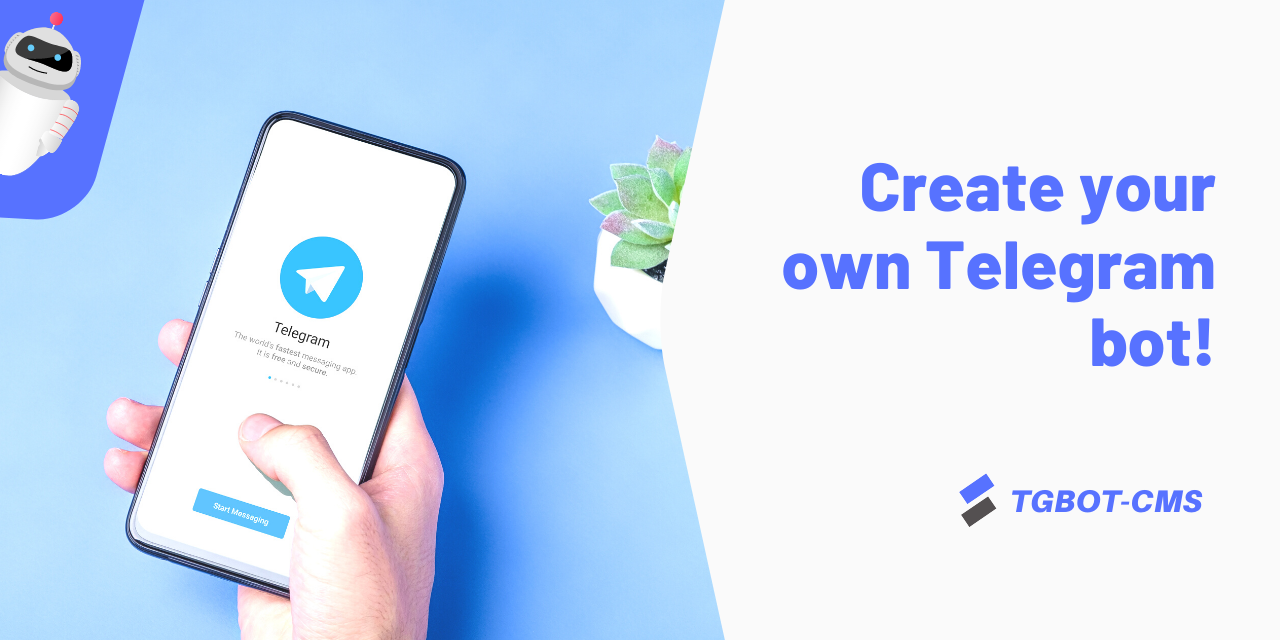 Telegram
The world's fastest messaging app.
It is free and secure.
Start Messaging
Create your
own Telegram
bot!
TGBOT-CMS